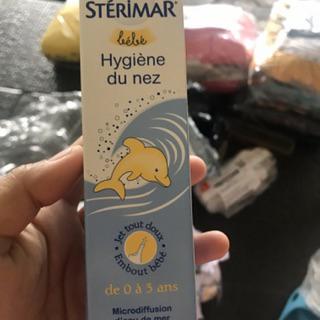 STÉRIMAR
bébé
Hygiène
du nez
Jet tout doux
Embout bébé
de 0 à 3 ans
Microdiffusion
d'eau de mer